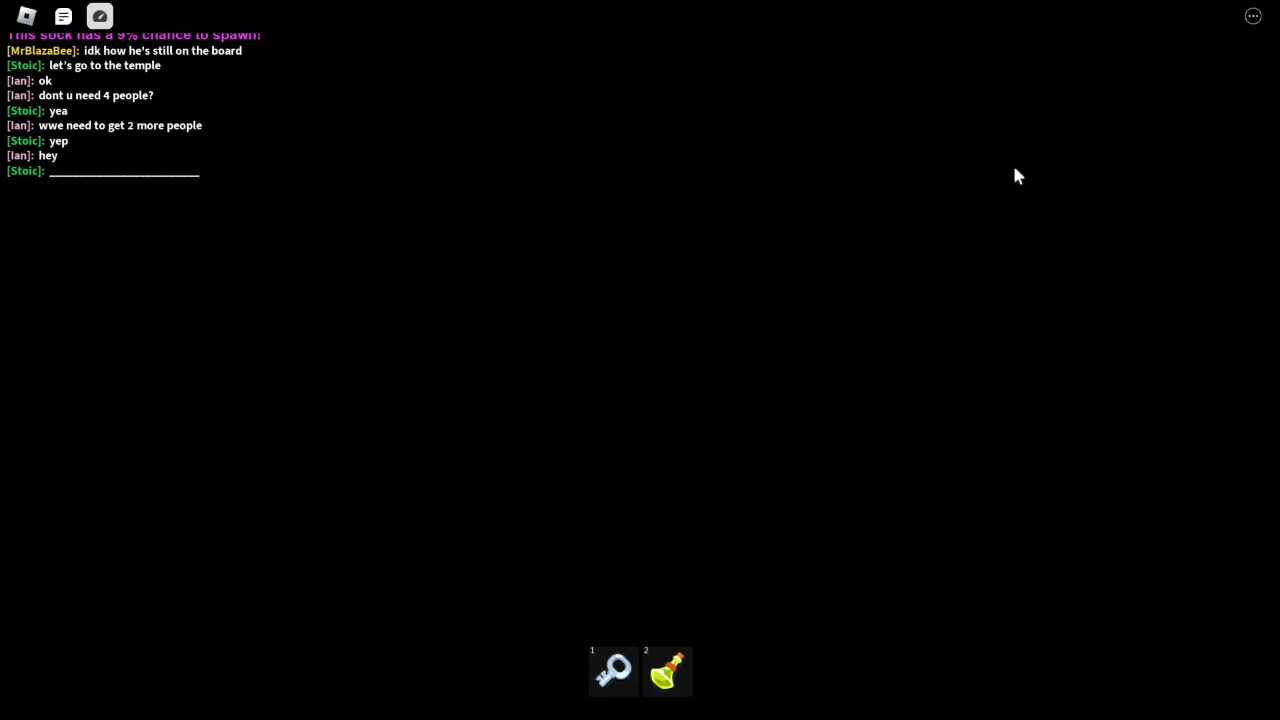 This sock has a 9% chance to spawn!
[MrBlazaBee]: idk how he's still on the board
[Stoic]: let's go to the temple
[Ian]: ok
[Ian]: dont u need 4 people?
[Stoic]: yea
[Ian]: wwe need to get 2 more people
[Stoic]: yep
[Ian]: hey
[Stoic]: _________________________
1 2